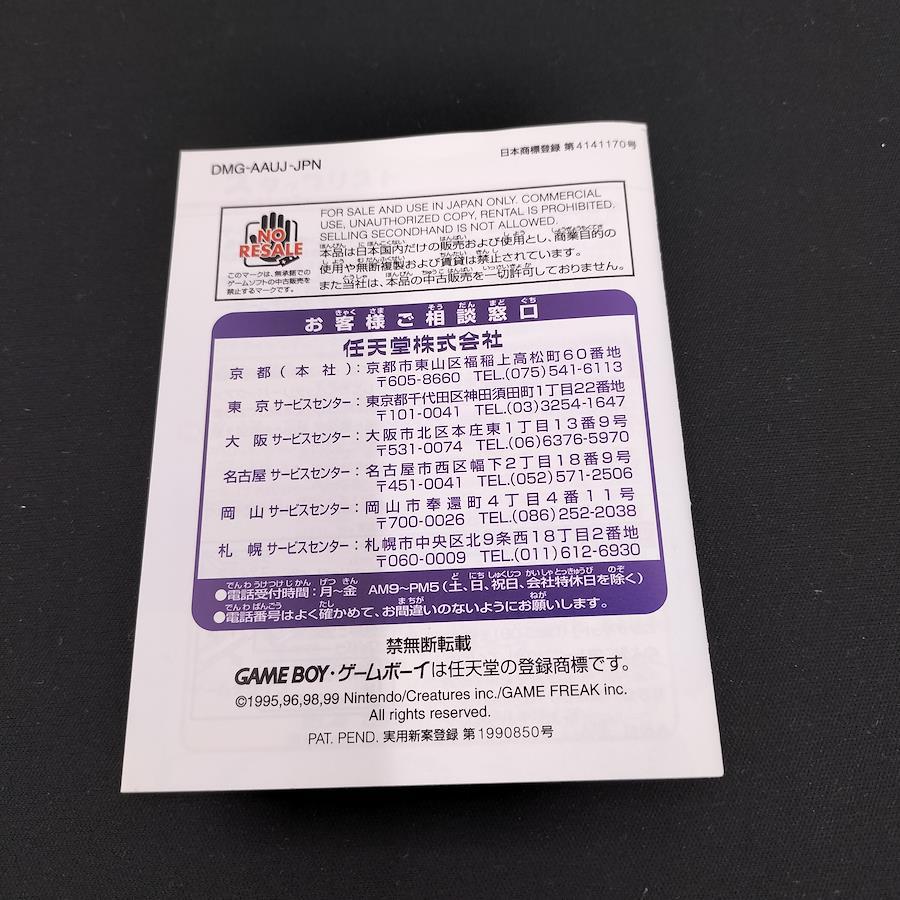 DMG-AAUJ-JPN
日本商標登録 第4141170号
NO RESALE
このマークは、無承諾での
ゲームソフトの中古販売を
禁止するマークです。
FOR SALE AND USE IN JAPAN ONLY. COMMERCIAL
USE, UNAUTHORIZED COPY, RENTAL IS PROHIBITED.
SELLING SECONDHAND IS NOT ALLOWED.
本品は日本国内だけの販売および使用とし、商業目的の
使用や無断複製および賃貸は禁止されています。
また当社は、本品の中古販売を一切許可しておりません。
お客様ご相談窓口
任天堂株式会社
京都(本社):京都市東山区福稲上高松町60番地
〒605-8660 TEL.(075)541-6113
東京サービスセンター:東京都千代田区神田須田町1丁目22番地
〒101-0041 TEL.(03)3254-1647
大阪サービスセンター:大阪市北区本庄東1丁目13番9号
〒531-0074 TEL.(06)6376-5970
名古屋サービスセンター:名古屋市西区幅下2丁目18番9号
〒451-0041 TEL.(052)571-2506
岡山サービスセンター:岡山市奉還町4丁目4番11号
〒700-0026 TEL.(086)252-2038
札幌サービスセンター:札幌市中央区北9条西18丁目2番地
〒060-0009 TEL.(011)612-6930
●電話受付時間:月~金 AM9~PM5(土、日、祝日、会社特休日を除く)
●電話番号はよく確かめて、お間違いのないようにお願いします。
禁無断転載
GAME BOY・ゲームボーイは任天堂の登録商標です。
©1995,96,98,99 Nintendo/Creatures inc./GAME FREAK inc.
All rights reserved.
PAT. PEND. 実用新案登録 第1990850号